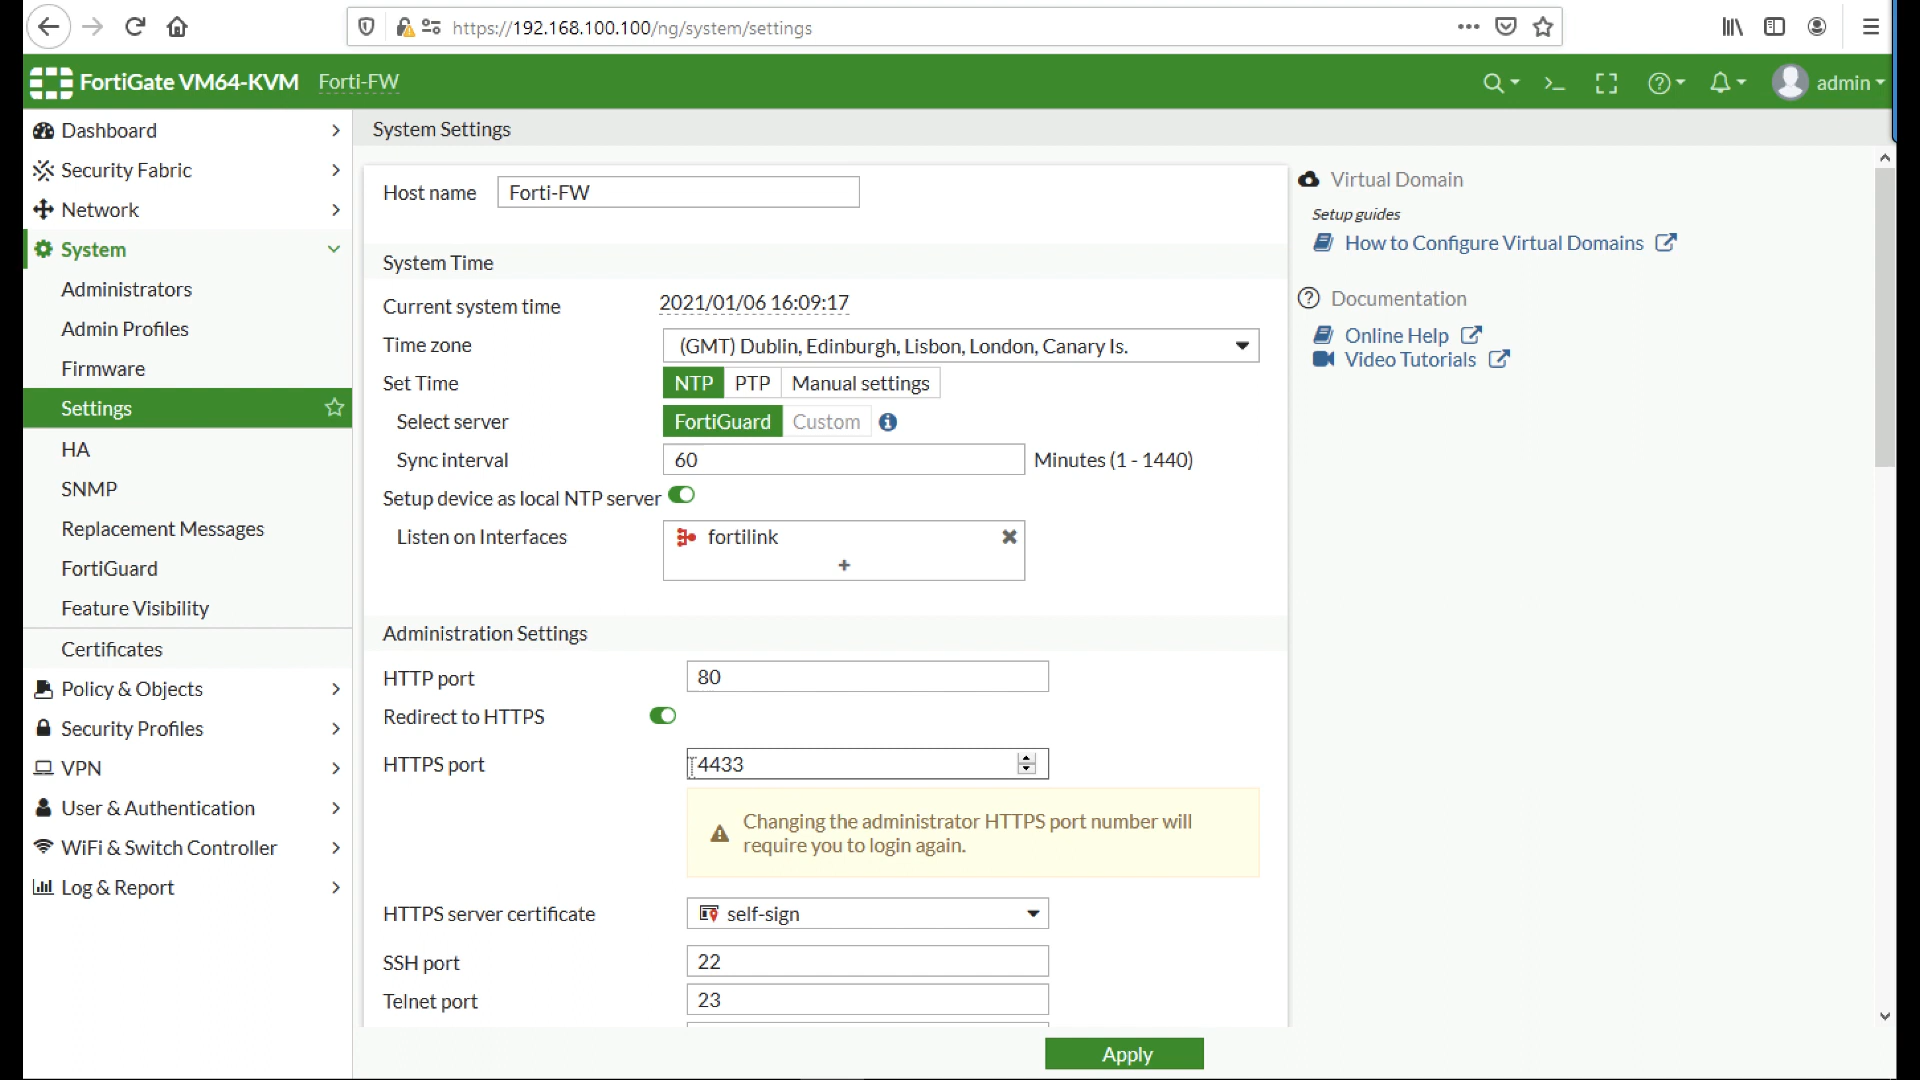 https://192.168.100.100/ng/system/settings
FortiGate VM64-KVM Forti-FW
admin
Dashboard
Security Fabric
Network
System
Administrators
Admin Profiles
Firmware
Settings
HA
SNMP
Replacement Messages
FortiGuard
Feature Visibility
Certificates
Policy & Objects
Security Profiles
VPN
User & Authentication
WiFi & Switch Controller
Log & Report
System Settings
Host name Forti-FW
System Time
Current system time 2021/01/06 16:09:17
Time zone (GMT) Dublin, Edinburgh, Lisbon, London, Canary Is.
Set Time NTP PTP Manual settings
Select server FortiGuard Custom
Sync interval 60 Minutes (1 - 1440)
Setup device as local NTP server
Listen on Interfaces fortilink
Administration Settings
HTTP port 80
Redirect to HTTPS
HTTPS port 4433
Changing the administrator HTTPS port number will
require you to login again.
HTTPS server certificate self-sign
SSH port 22
Telnet port 23
Apply
Virtual Domain
Setup guides
How to Configure Virtual Domains
Documentation
Online Help
Video Tutorials